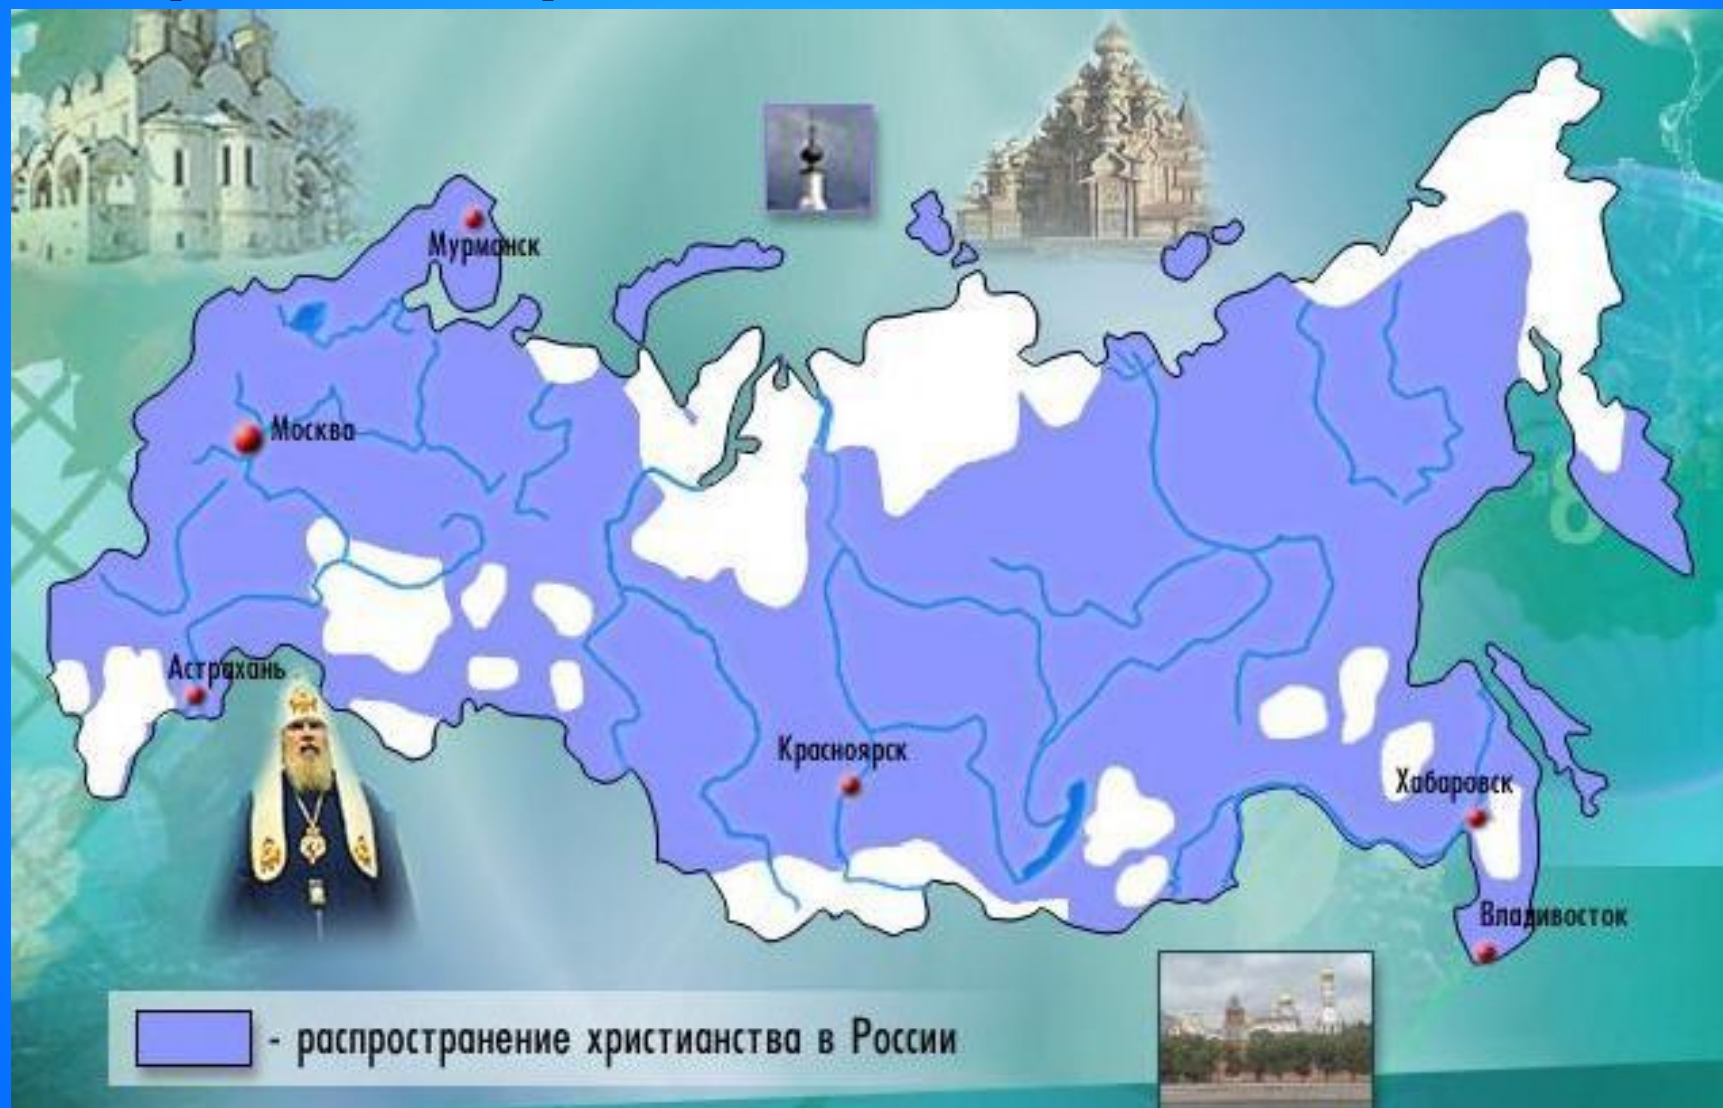 Мурманск
Москва
Астрахань
Красноярск
Хабаровск
Владивосток
- распространение христианства в России